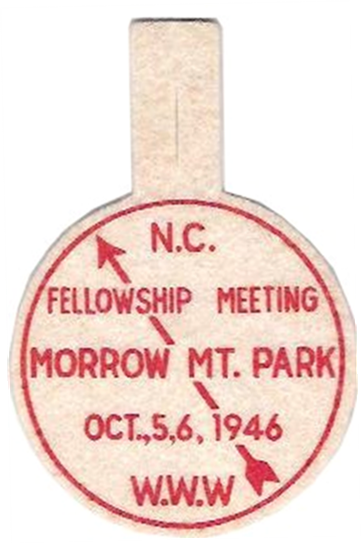 N.C.
FELLOWSHIP MEETING
MORROW MT. PARK
OCT.,5,6, 1946
W.W.W